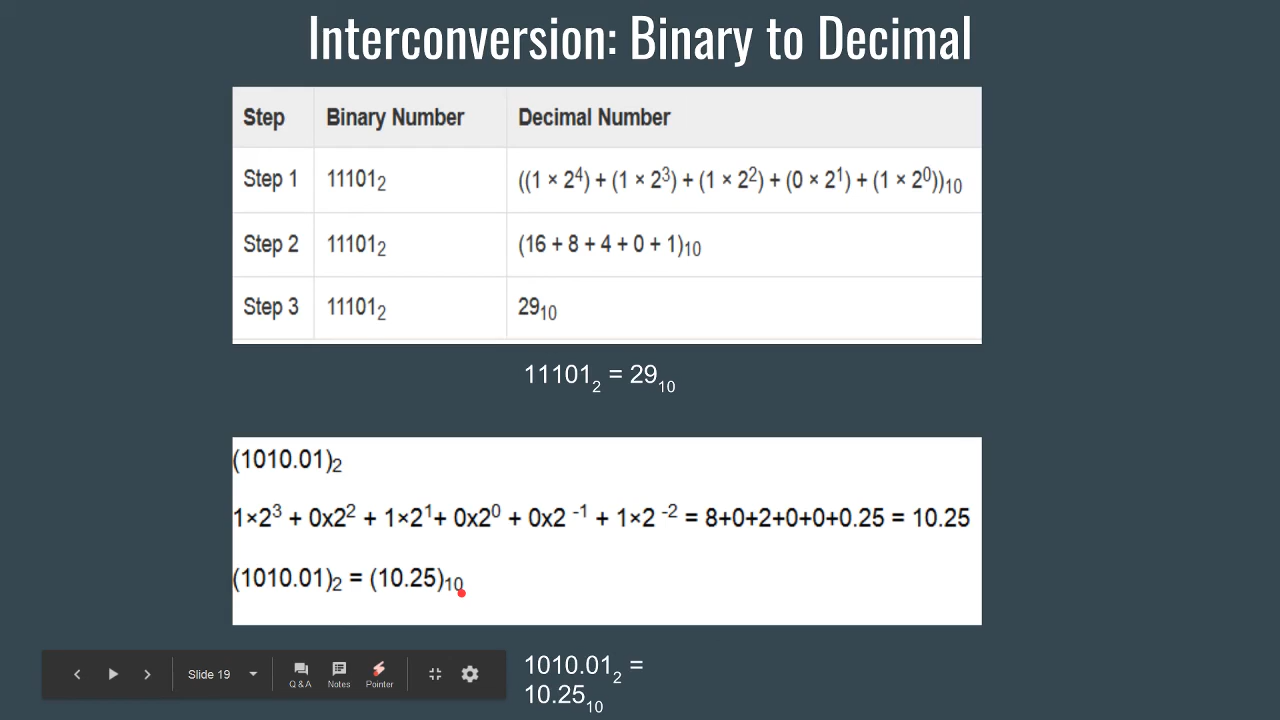 Interconversion: Binary to Decimal
Step Binary Number Decimal Number
Step 1 11101₂ ((1 × 2⁴) + (1 × 2³) + (1 × 2²) + (0 × 2¹) + (1 × 2⁰))₁₀
Step 2 11101₂ (16 + 8 + 4 + 0 + 1)₁₀
Step 3 11101₂ 29₁₀
11101₂ = 29₁₀
(1010.01)₂
1×2³ + 0x2² + 1×2¹+ 0x2⁰ + 0x2 ⁻¹ + 1×2 ⁻² = 8+0+2+0+0+0.25 = 10.25
(1010.01)₂ = (10.25)₁₀
1010.01₂ =
10.25₁₀
Slide 19
Q & A Notes Pointer